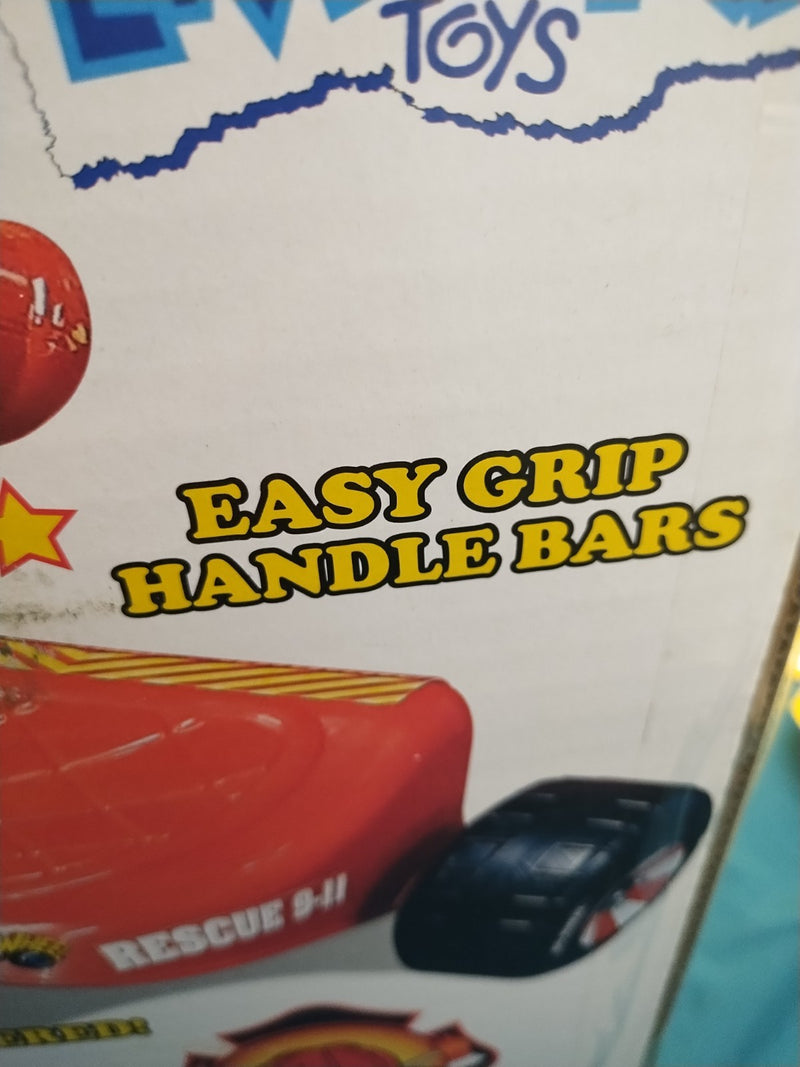 TOYS
EASY GRIP
HANDLE BARS
RESCUE 9-11